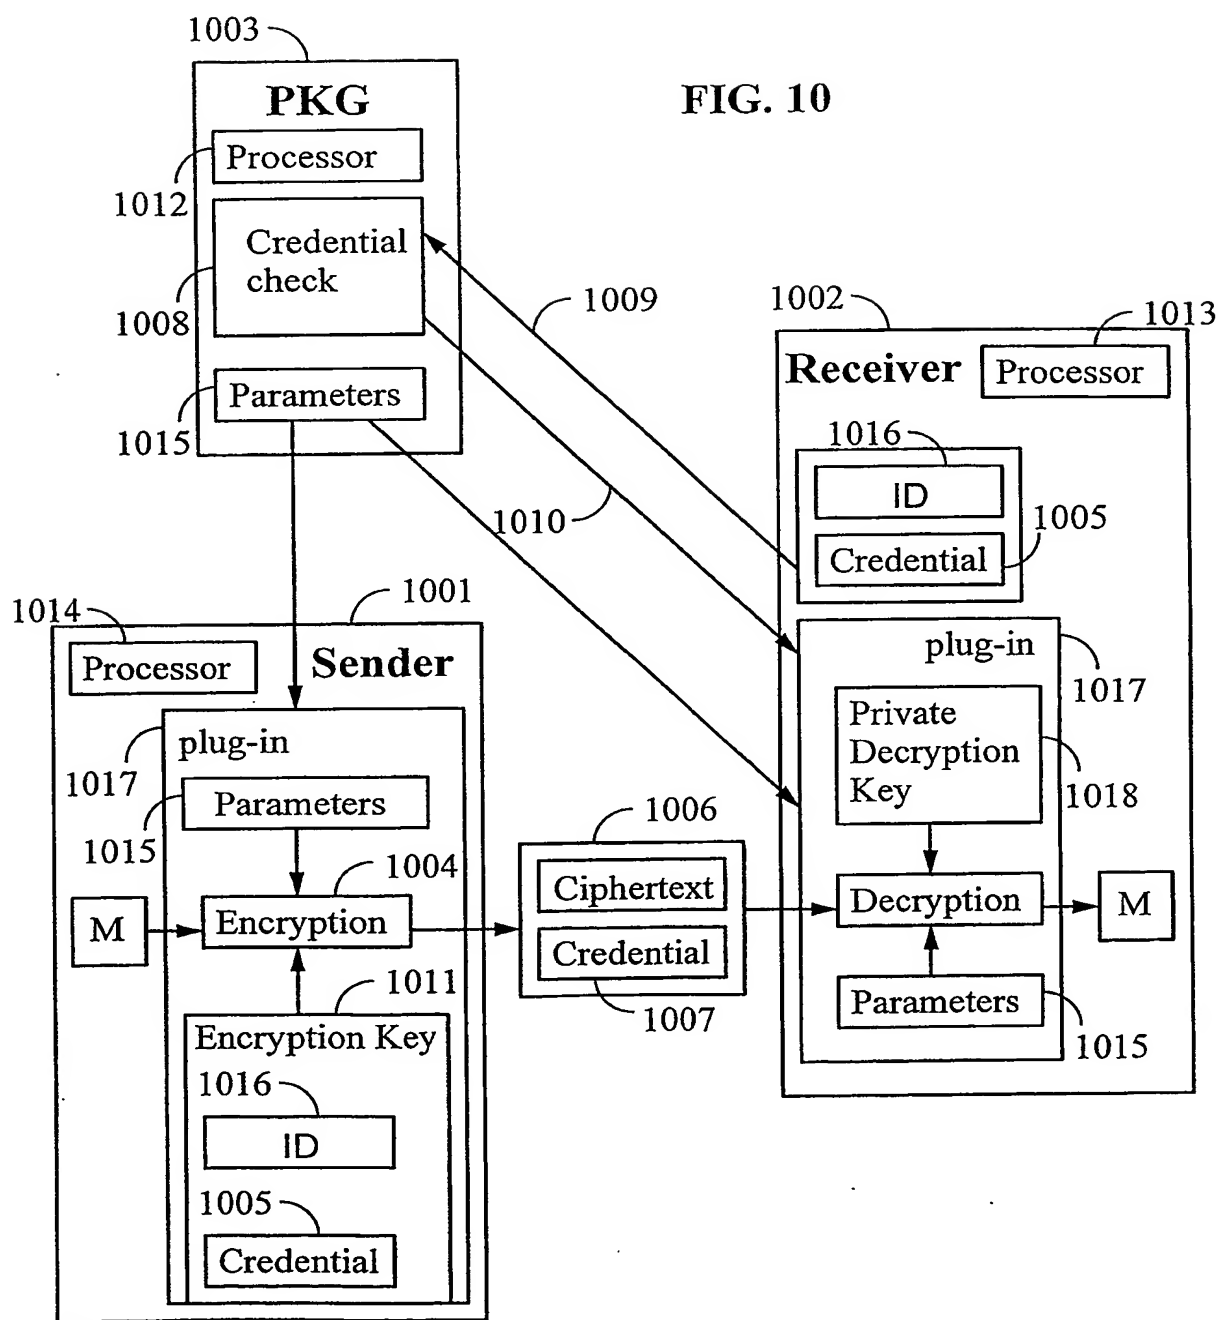 1003
PKG
FIG. 10
Processor
1012
Credential
check
1008
Parameters
1015
1009
1002
1013
Receiver
Processor
1016
ID
1005
Credential
1010
1014
1001
Processor
Sender
plug-in
1017
Private
Decryption
Key
1018
plug-in
1017
Parameters
1015
1004
M
Encryption
1006
Ciphertext
Credential
1007
Decryption
M
Parameters
1015
1011
Encryption Key
1016
ID
1005
Credential